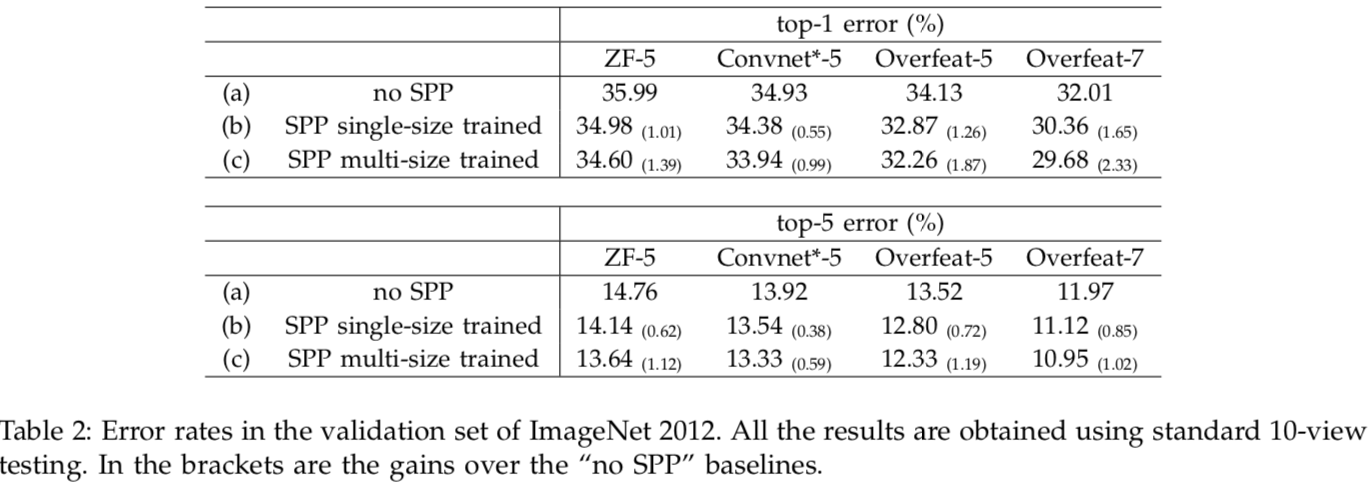 top-1 error (%)
ZF-5 Convnet*-5 Overfeat-5 Overfeat-7
(a) no SPP 35.99 34.93 34.13 32.01
(b) SPP single-size trained 34.98 (1.01) 34.38 (0.55) 32.87 (1.26) 30.36 (1.65)
(c) SPP multi-size trained 34.60 (1.39) 33.94 (0.99) 32.26 (1.87) 29.68 (2.33)
top-5 error (%)
ZF-5 Convnet*-5 Overfeat-5 Overfeat-7
(a) no SPP 14.76 13.92 13.52 11.97
(b) SPP single-size trained 14.14 (0.62) 13.54 (0.38) 12.80 (0.72) 11.12 (0.85)
(c) SPP multi-size trained 13.64 (1.12) 13.33 (0.59) 12.33 (1.19) 10.95 (1.02)
Table 2: Error rates in the validation set of ImageNet 2012. All the results are obtained using standard 10-view
testing. In the brackets are the gains over the “no SPP” baselines.